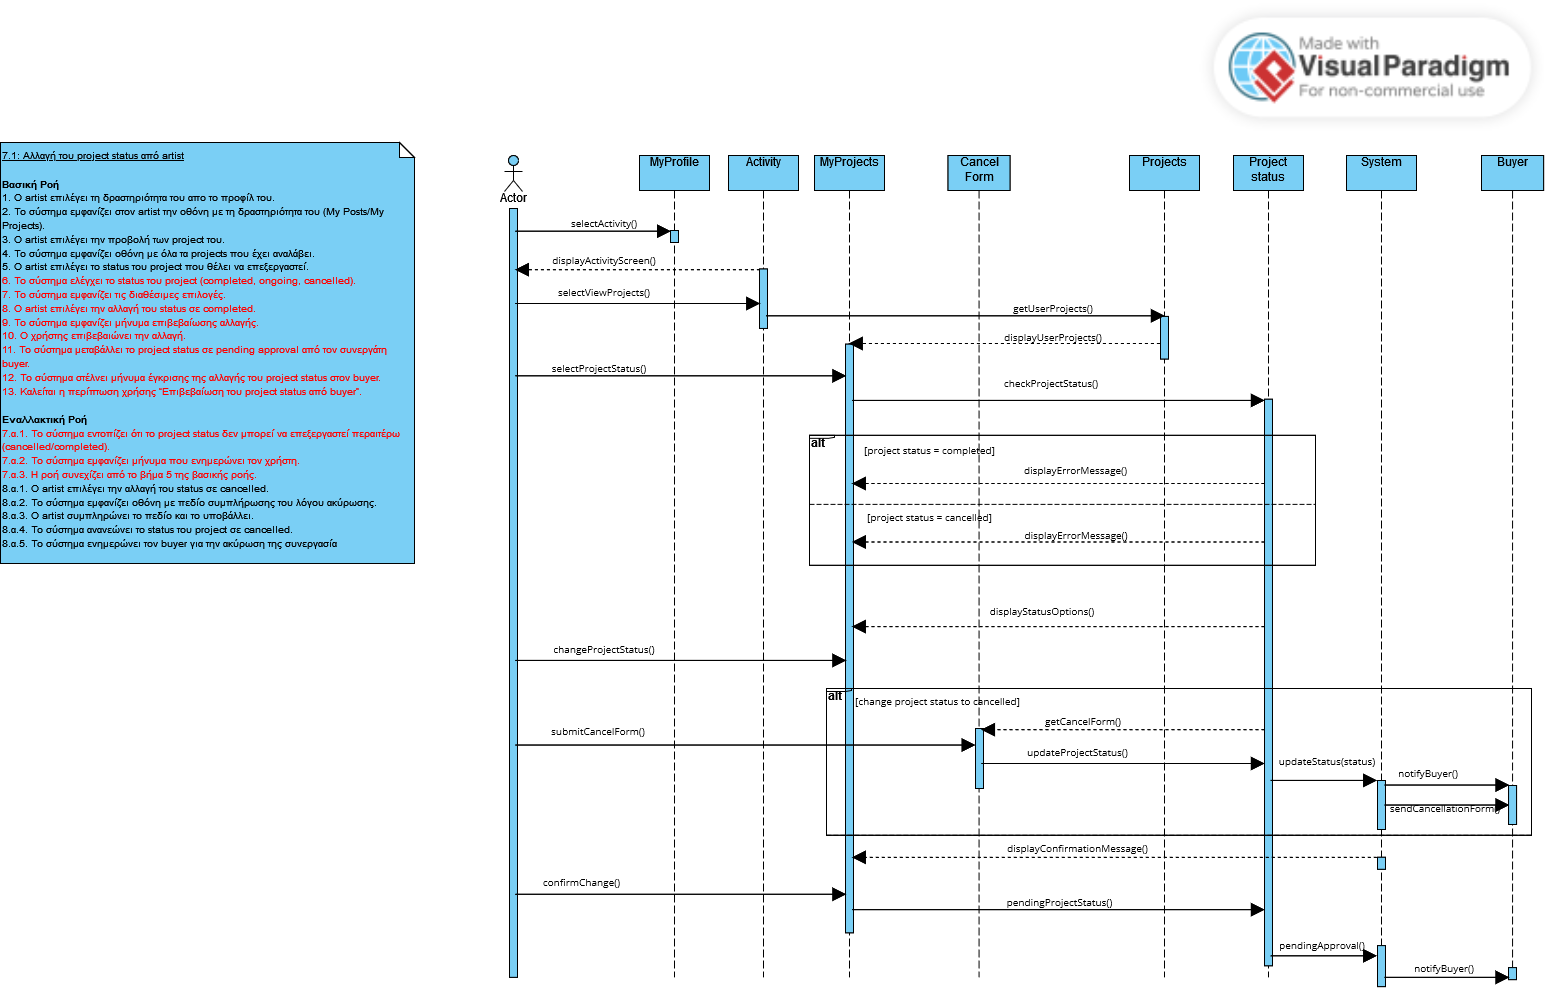 Made with
Visual Paradigm
For non-commercial use
7.1: Αλλαγή του project status από artist
Βασική Ροή
1. Ο artist επιλέγει τη δραστηριότητα του απο το προφίλ του.
2. Το σύστημα εμφανίζει στον artist την οθόνη με τη δραστηριότητα του (My Posts/My
Projects).
3. Ο artist επιλέγει την προβολή των project του.
4. Το σύστημα εμφανίζει οθόνη με όλα τα projects που έχει αναλάβει.
5. Ο artist επιλέγει το status του project που θέλει να επεξεργαστεί.
6. Το σύστημα ελέγχει το status του project (completed, ongoing, cancelled).
7. Το σύστημα εμφανίζει τις διαθέσιμες επιλογές.
8. Ο artist επιλέγει την αλλαγή του status σε completed.
9. Το σύστημα εμφανίζει μήνυμα επιβεβαίωσης αλλαγής.
10. Ο χρήστης επιβεβαιώνει την αλλαγή.
11. Το σύστημα μεταβάλλει το project status σε pending approval από τον συνεργάτη
buyer.
12. Το σύστημα στέλνει μήνυμα έγκρισης της αλλαγής του project status στον buyer.
13. Καλείται η περίπτωση χρήσης "Επιβεβαίωση του project status από buyer".
Εναλλακτική Ροή
7.α.1. Το σύστημα εντοπίζει ότι το project status δεν μπορεί να επεξεργαστεί περαιτέρω
(cancelled/completed).
7.α.2. Το σύστημα εμφανίζει μήνυμα που ενημερώνει τον χρήστη.
7.α.3. Η ροή συνεχίζει από το βήμα 5 της βασικής ροής.
8.α.1. Ο artist επιλέγει την αλλαγή του status σε cancelled.
8.α.2. Το σύστημα εμφανίζει οθόνη με πεδίο συμπλήρωσης του λόγου ακύρωσης.
8.α.3. Ο artist συμπληρώνει το πεδίο και το υποβάλλει.
8.α.4. Το σύστημα ανανεώνει το status του project σε cancelled.
8.α.5. Το σύστημα ενημερώνει τον buyer για την ακύρωση της συνεργασία
Actor
MyProfile
Activity
MyProjects
Cancel
Form
Projects
Project
status
System
Buyer
selectActivity()
displayActivityScreen()
selectViewProjects()
getUserProjects()
displayUserProjects()
selectProjectStatus()
checkProjectStatus()
alt
[project status = completed]
displayErrorMessage()
[project status = cancelled]
displayErrorMessage()
displayStatusOptions()
changeProjectStatus()
alt
[change project status to cancelled]
getCancelForm()
submitCancelForm()
updateProjectStatus()
updateStatus(status)
notifyBuyer()
sendCancellationForm()
displayConfirmationMessage()
confirmChange()
pendingProjectStatus()
pendingApproval()
notifyBuyer()